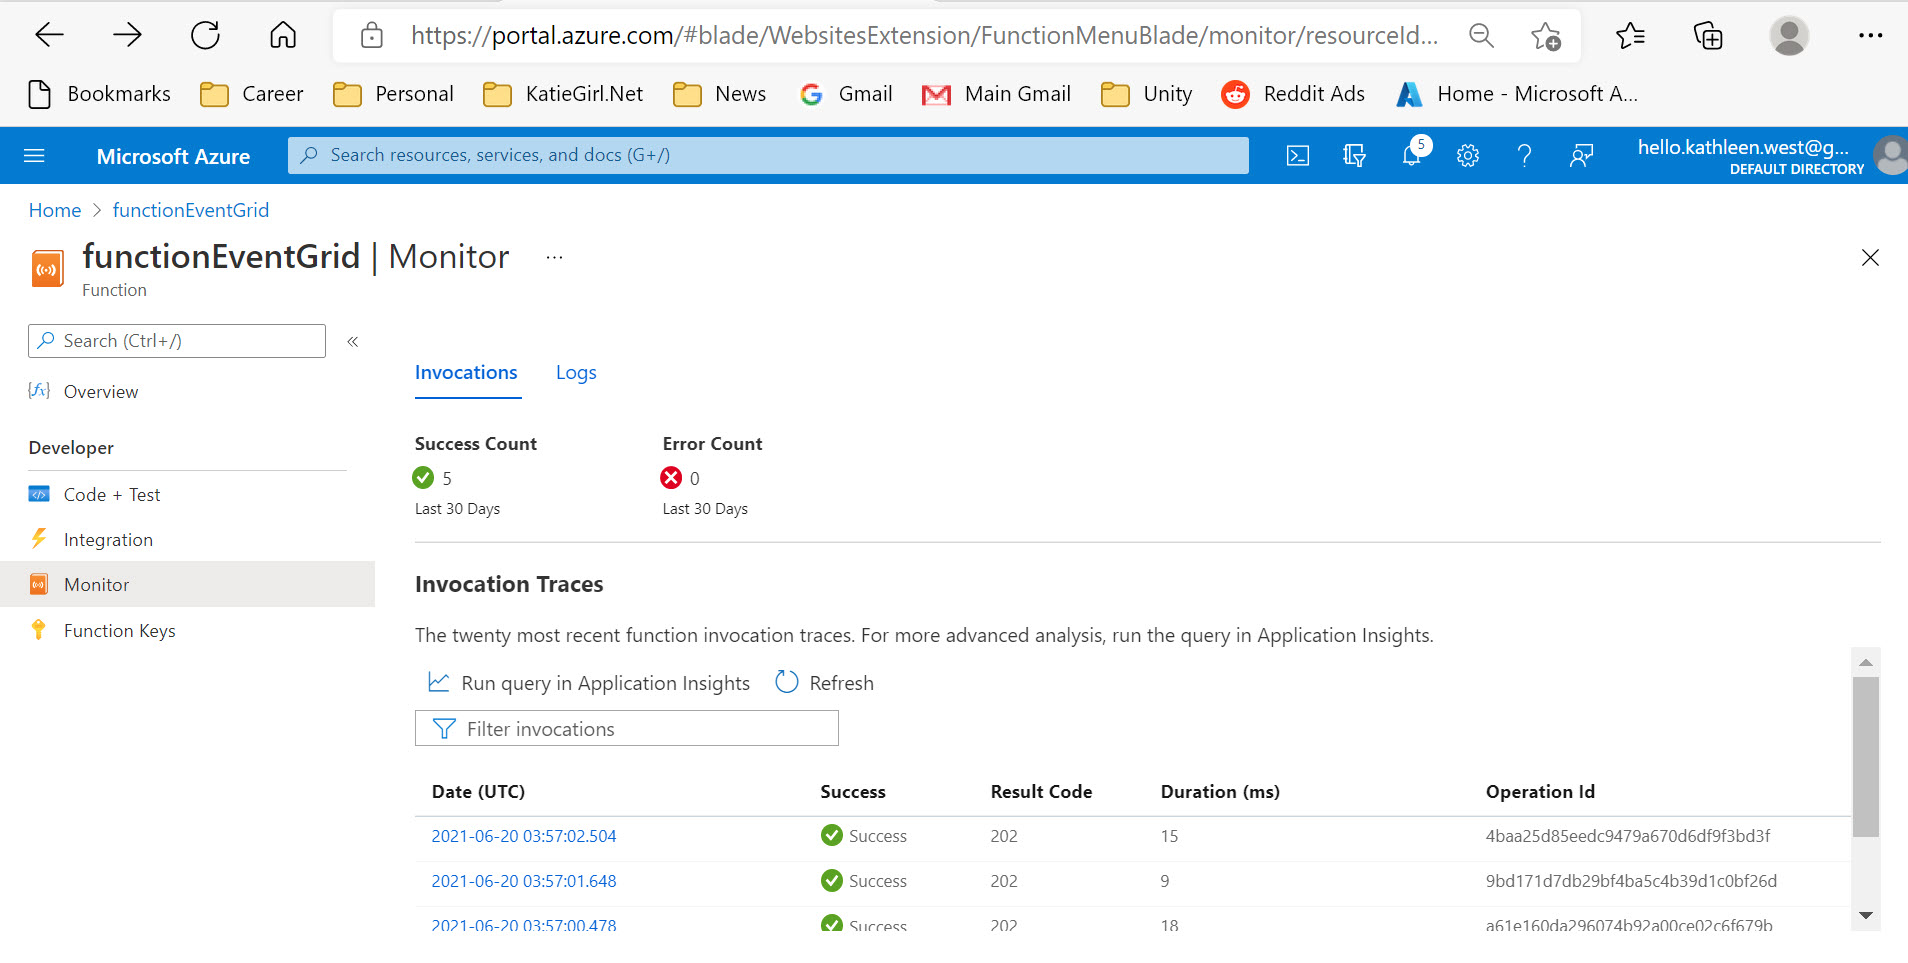 https://portal.azure.com/#blade/WebsitesExtension/FunctionMenuBlade/monitor/resourceId...
Bookmarks Career Personal KatieGirl.Net News Gmail Main Gmail Unity Reddit Ads Home - Microsoft A...
Microsoft Azure Search resources, services, and docs (G+/) 5 hello.kathleen.west@g...
DEFAULT DIRECTORY
Home > functionEventGrid
functionEventGrid | Monitor ...
Function
Search (Ctrl+/) «
Overview
Developer
Code + Test
Integration
Monitor
Function Keys
Invocations Logs
Success Count Error Count
5 0
Last 30 Days Last 30 Days
Invocation Traces
The twenty most recent function invocation traces. For more advanced analysis, run the query in Application Insights.
Run query in Application Insights Refresh
Filter invocations
Date (UTC) Success Result Code Duration (ms) Operation Id
2021-06-20 03:57:02.504 Success 202 15 4baa25d85eedc9479a670d6df9f3bd3f
2021-06-20 03:57:01.648 Success 202 9 9bd171d7db29bf4ba5c4b39d1c0bf26d
2021-06-20 03:57:00.478 Success 202 18 a61e160da296074b92a00ce02c6f679b